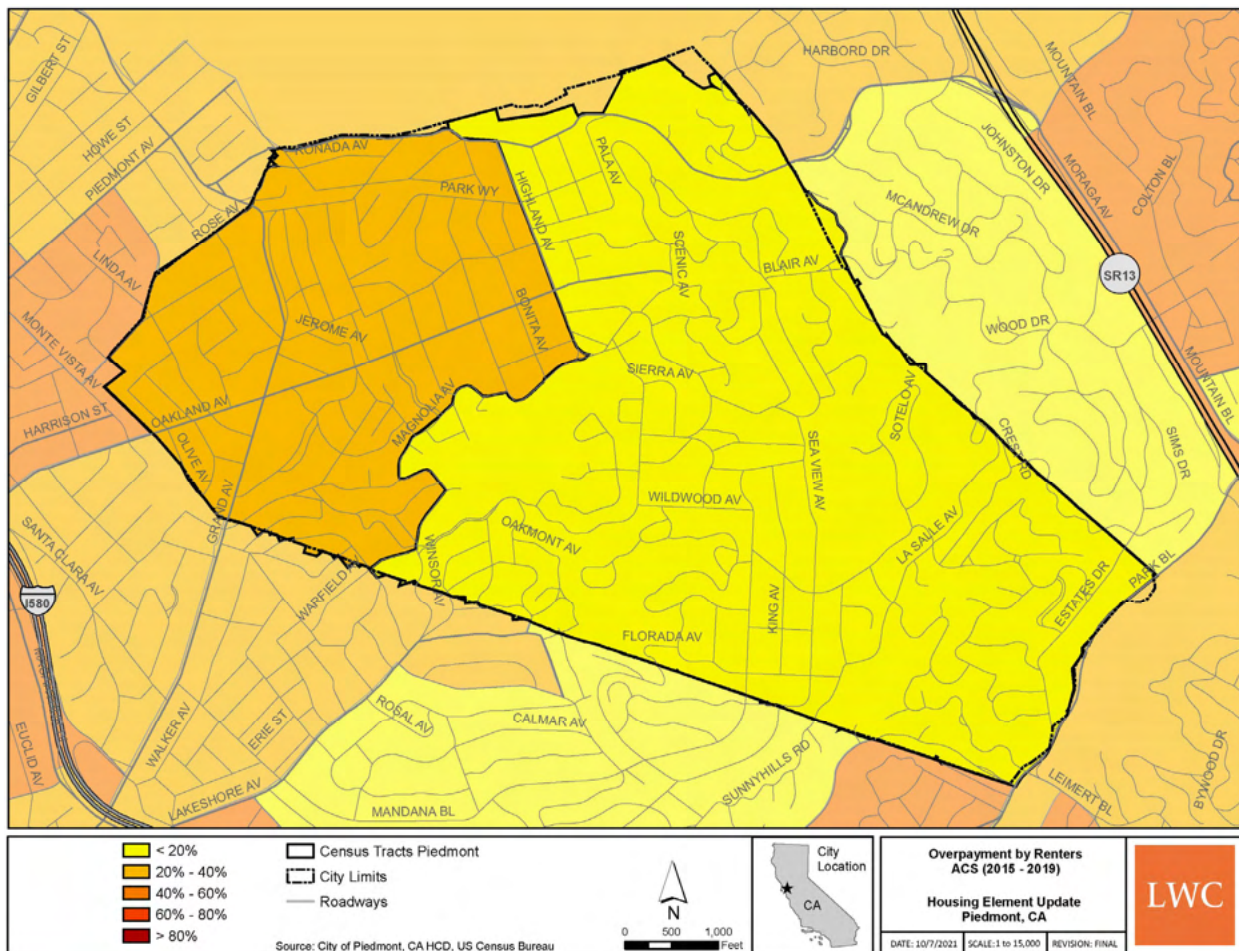 HARBORD DR
MOUNTAIN BL
GILBERT ST
HOWE ST
PIEDMONT AV
JOHNSTON DR
MORAGA AV
COLTON BL
RONADA AV
PALA AV
PARK WY
HIGHLAND AV
MCANDREW DR
ROSE AV
LINDA AV
SCENIC AV
BLAIR AV
SR13
BONITA AV
JEROME AV
WOOD DR
MONTE VISTA AV
MOUNTAIN BL
SIERRA AV
MAGNOLIA AV
SOTELO AV
OAKLAND AV
HARRISON ST
OLIVE AV
CREST RD
SIMS DR
SEA VIEW AV
WILDWOOD AV
GRAND AV
OAKMONT AV
LA SALLE AV
SANTA CLARA AV
WINSOR AV
PARK BL
WARFIELD AV
ESTATES DR
I580
KING AV
FLORADA AV
ROSAL AV
CALMAR AV
WALKER AV
ERIE ST
EUCLID AV
SUNNYHILLS RD
LEIMERT BL
BYWOOD DR
LAKESHORE AV
MANDANA BL
< 20%
20% - 40%
40% - 60%
60% - 80%
> 80%
Census Tracts Piedmont
City Limits
Roadways
Source: City of Piedmont, CA HCD, US Census Bureau
N
0 500 1,000
Feet
City
Location
CA
Overpayment by Renters
ACS (2015 - 2019)
Housing Element Update
Piedmont, CA
DATE: 10/7/2021 SCALE:1 to 15,000 REVISION: FINAL
LWC